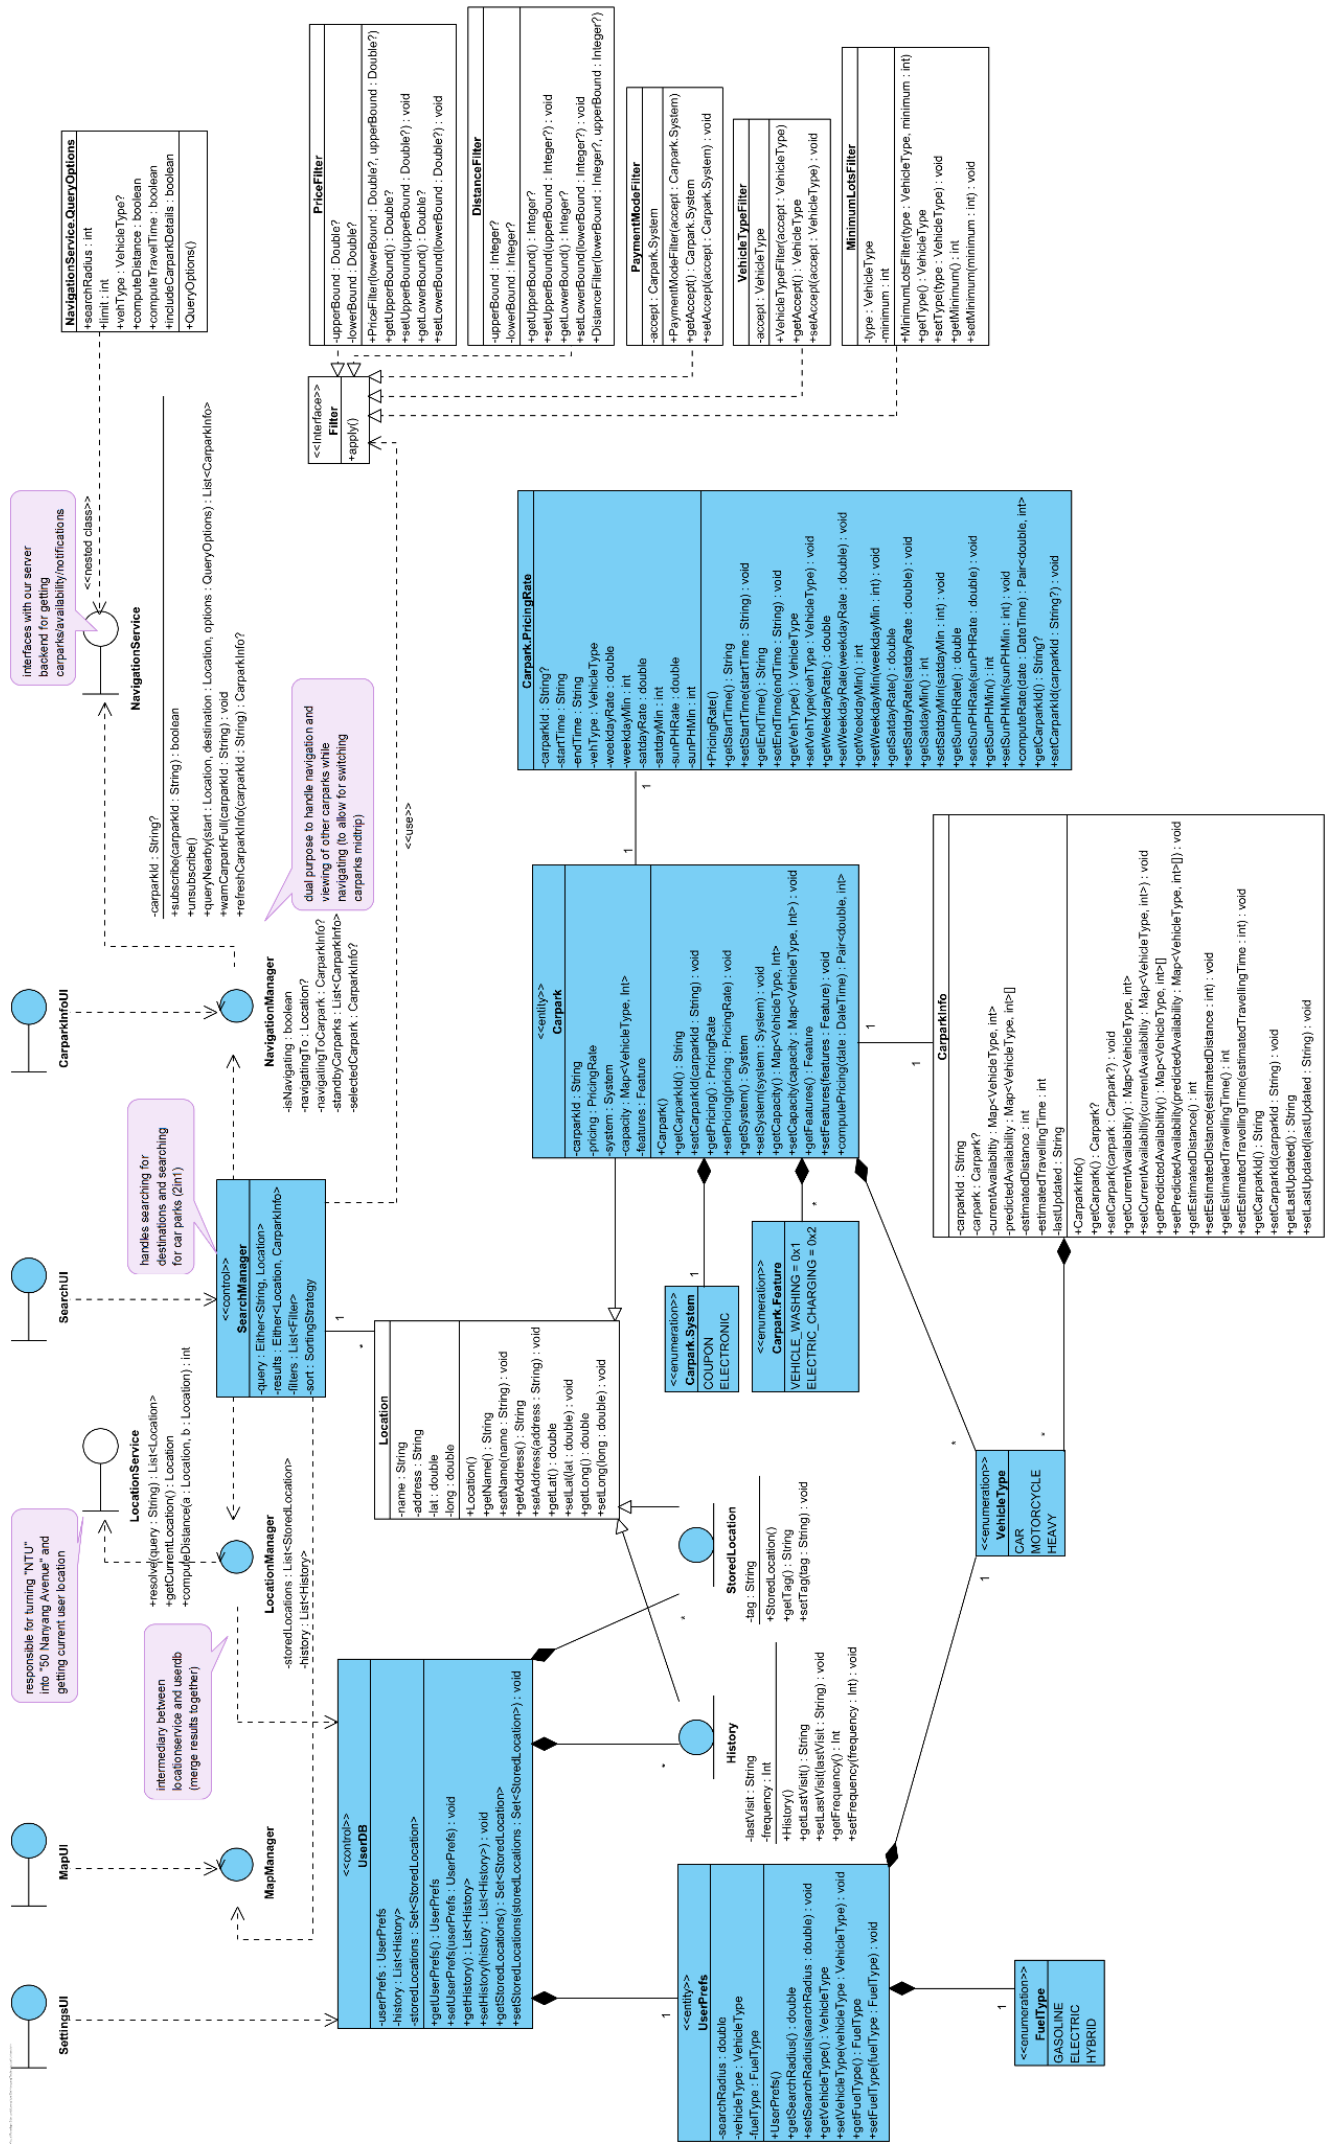 SettingsUI
MapUI
SearchUI
CarparkInfoUI
responsible for turning "NTU"
into "50 Nanyang Avenue" and
getting current user location
LocationService
+resolve(query : String) : List<Location>
+getCurrentLocation() : Location
+computeDistance(a : Location, b : Location) : int
interfaces with our server
backend for getting
carparks/availability/notifications
<<nested class>>
NavigationService
-carparkId : String?
+subscribe(carparkId : String) : boolean
+unsubscribe()
+queryNearby(start : Location, destination : Location, options : QueryOptions) : List<CarparkInfo>
+warnCarparkFull(carparkId : String) : void
+refreshCarparkInfo(carparkId : String) : CarparkInfo?
NavigationService.QueryOptions
+searchRadius : int
+limit : int
+vehType : VehicleType?
+computeDistance : boolean
+computeTravelTime : boolean
+includeCarparkDetails : boolean
+QueryOptions()
intermediary between
locationservice and userdb
(merge results together)
MapManager
LocationManager
-storedLocations : List<StoredLocation>
-history : List<History>
handles searching for
destinations and searching
for car parks (2in1)
<<control>>
SearchManager
-query : Either<String, Location>
-results : Either<Location, CarparkInfo>
-filters : List<Filter>
-sort : SortingStrategy
NavigationManager
-isNavigating : boolean
-navigatingTo : Location?
-navigatingToCarpark : CarparkInfo?
-standbyCarparks : List<CarparkInfo>
-selectedCarpark : CarparkInfo?
dual purpose to handle navigation and
viewing of other carparks while
navigating (to allow for switching
carparks midtrip)
<<use>>
<<Interface>>
Filter
+apply()
PriceFilter
-upperBound : Double?
-lowerBound : Double?
+PriceFilter(lowerBound : Double?, upperBound : Double?)
+getUpperBound() : Double?
+setUpperBound(upperBound : Double?) : void
+getLowerBound() : Double?
+setLowerBound(lowerBound : Double?) : void
DistanceFilter
-upperBound : Integer?
-lowerBound : Integer?
+getUpperBound() : Integer?
+setUpperBound(upperBound : Integer?) : void
+getLowerBound() : Integer?
+setLowerBound(lowerBound : Integer?) : void
+DistanceFilter(lowerBound : Integer?, upperBound : Integer?)
PaymentModeFilter
-accept : Carpark.System
+PaymentModeFilter(accept : Carpark.System)
+getAccept() : Carpark.System
+setAccept(accept : Carpark.System) : void
VehicleTypeFilter
-accept : VehicleType
+VehicleTypeFilter(accept : VehicleType)
+getAccept() : VehicleType
+setAccept(accept : VehicleType) : void
MinimumLotsFilter
-type : VehicleType
-minimum : int
+MinimumLotsFilter(type : VehicleType, minimum : int)
+getType() : VehicleType
+setType(type : VehicleType) : void
+getMinimum() : int
+setMinimum(minimum : int) : void
<<control>>
UserDB
-userPrefs : UserPrefs
-history : List<History>
-storedLocations : Set<StoredLocation>
+getUserPrefs() : UserPrefs
+setUserPrefs(userPrefs : UserPrefs) : void
+getHistory() : List<History>
+setHistory(history : List<History>) : void
+getStoredLocations() : Set<StoredLocation>
+setStoredLocations(storedLocations : Set<StoredLocation>) : void
1
*
Location
-name : String
-address : String
-lat : double
-long : double
+Location()
+getName() : String
+setName(name : String) : void
+getAddress() : String
+setAddress(address : String) : void
+getLat() : double
+setLat(lat : double) : void
+getLong() : double
+setLong(long : double) : void
<<entity>>
Carpark
-carparkId : String
-pricing : PricingRate
-system : System
-capacity : Map<VehicleType, Int>
-features : Feature
+Carpark()
+getCarparkId() : String
+setCarparkId(carparkId : String) : void
+getPricing() : PricingRate
+setPricing(pricing : PricingRate) : void
+getSystem() : System
+setSystem(system : System) : void
+getCapacity() : Map<VehicleType, Int>
+setCapacity(capacity : Map<VehicleType, Int>) : void
+getFeatures() : Feature
+setFeatures(features : Feature) : void
+computePricing(date : DateTime) : Pair<double, int>
1
1
Carpark.PricingRate
-carparkId : String?
-startTime : String
-endTime : String
-vehType : VehicleType
-weekdayRate : double
-weekdayMin : int
-satdayRate : double
-satdayMin : int
-sunPHRate : double
-sunPHMin : int
+PricingRate()
+getStartTime() : String
+setStartTime(startTime : String) : void
+getEndTime() : String
+setEndTime(endTime : String) : void
+getVehType() : VehicleType
+setVehType(vehType : VehicleType) : void
+getWeekdayRate() : double
+setWeekdayRate(weekdayRate : double) : void
+getWeekdayMin() : int
+setWeekdayMin(weekdayMin : int) : void
+getSatdayRate() : double
+setSatdayRate(satdayRate : double) : void
+getSatdayMin() : int
+setSatdayMin(satdayMin : int) : void
+getSunPHRate() : double
+setSunPHRate(sunPHRate : double) : void
+getSunPHMin() : int
+setSunPHMin(sunPHMin : int) : void
+computeRate(date : DateTime) : Pair<double, int>
+getCarparkId() : String?
+setCarparkId(carparkId : String?) : void
1
*
*
<<entity>>
UserPrefs
-searchRadius : double
-vehicleType : VehicleType
-fuelType : FuelType
+UserPrefs()
+getSearchRadius() : double
+setSearchRadius(searchRadius : double) : void
+getVehicleType() : VehicleType
+setVehicleType(vehicleType : VehicleType) : void
+getFuelType() : FuelType
+setFuelType(fuelType : FuelType) : void
History
-lastVisit : String
-frequency : Int
+History()
+getLastVisit() : String
+setLastVisit(lastVisit : String) : void
+getFrequency() : Int
+setFrequency(frequency : Int) : void
StoredLocation
-tag : String
+StoredLocation()
+getTag() : String
+setTag(tag : String) : void
1
<<enumeration>>
Carpark.System
COUPON
ELECTRONIC
*
<<enumeration>>
Carpark.Feature
VEHICLE_WASHING = 0x1
ELECTRIC_CHARGING = 0x2
1
1
CarparkInfo
-carparkId : String
-carpark : Carpark?
-currentAvailabiltiy : Map<VehicleType, int>
-predictedAvailability : Map<VehicleType, int>[]
-estimatedDistance : int
-estimatedTravellingTime : int
-lastUpdated : String
+CarparkInfo()
+getCarpark() : Carpark?
+setCarpark(carpark : Carpark?) : void
+getCurrentAvailabiltiy() : Map<VehicleType, int>
+setCurrentAvailabiltiy(currentAvailabiltiy : Map<VehicleType, int>) : void
+getPredictedAvailability() : Map<VehicleType, int>[]
+setPredictedAvailability(predictedAvailability : Map<VehicleType, int>[]) : void
+getEstimatedDistance() : int
+setEstimatedDistance(estimatedDistance : int) : void
+getEstimatedTravellingTime() : int
+setEstimatedTravellingTime(estimatedTravellingTime : int) : void
+getCarparkId() : String
+setCarparkId(carparkId : String) : void
+getLastUpdated() : String
+setLastUpdated(lastUpdated : String) : void
1
*
*
<<enumeration>>
VehicleType
CAR
MOTORCYCLE
HEAVY
1
<<enumeration>>
FuelType
GASOLINE
ELECTRIC
HYBRID